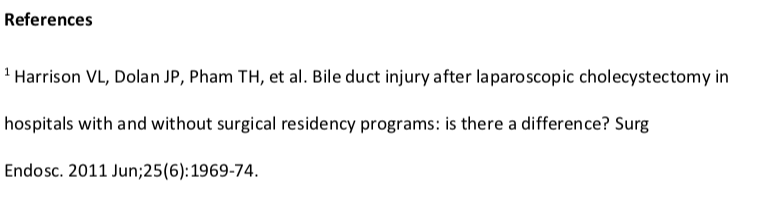 References
¹ Harrison VL, Dolan JP, Pham TH, et al. Bile duct injury after laparoscopic cholecystectomy in
hospitals with and without surgical residency programs: is there a difference? Surg
Endosc. 2011 Jun;25(6):1969-74.